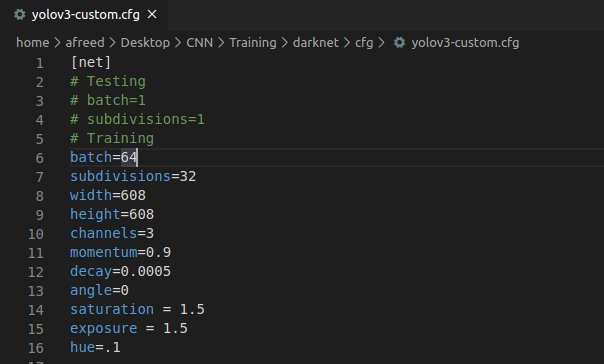 yolov3-custom.cfg ×
home > afreed > Desktop > CNN > Training > darknet > cfg > yolov3-custom.cfg
1 [net]
2 # Testing
3 # batch=1
4 # subdivisions=1
5 # Training
6 batch=64
7 subdivisions=32
8 width=608
9 height=608
10 channels=3
11 momentum=0.9
12 decay=0.0005
13 angle=0
14 saturation = 1.5
15 exposure = 1.5
16 hue=.1